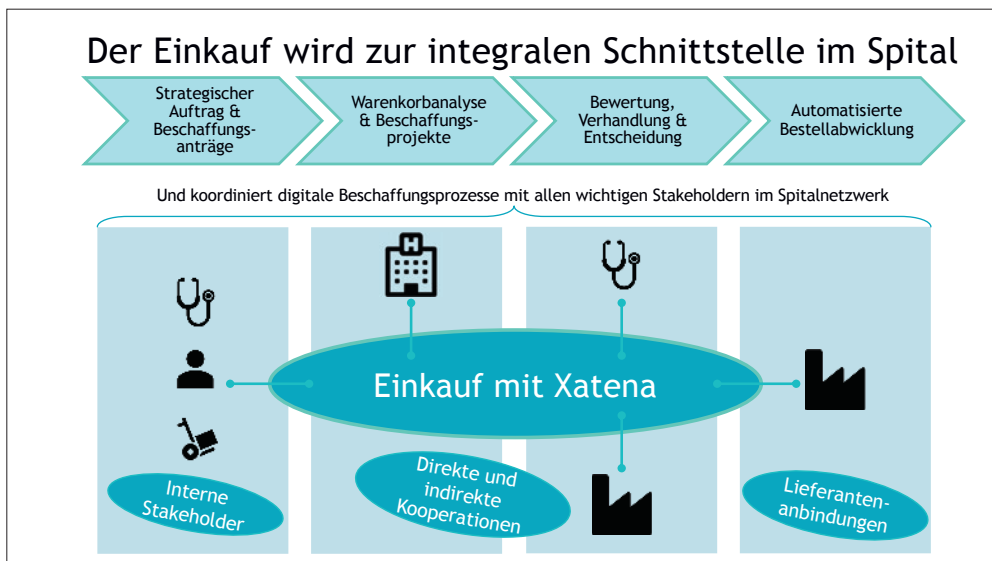 Der Einkauf wird zur integralen Schnittstelle im Spital
Strategischer
Auftrag &
Beschaffungs-
anträge
Warenkorbanalyse
& Beschaffungs-
projekte
Bewertung,
Verhandlung &
Entscheidung
Automatisierte
Bestellabwicklung
Und koordiniert digitale Beschaffungsprozesse mit allen wichtigen Stakeholdern im Spitalnetzwerk
H
Einkauf mit Xatena
Interne
Stakeholder
Direkte und
indirekte
Kooperationen
Lieferanten-
anbindungen